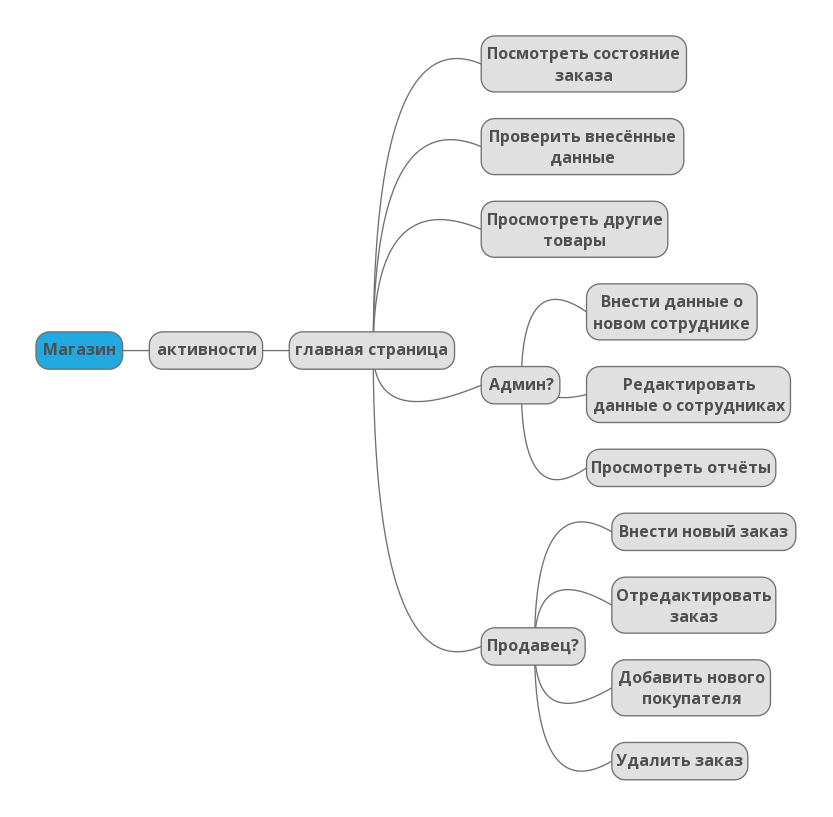 Магазин
активности
главная страница
Посмотреть состояние
заказа
Проверить внесённые
данные
Просмотреть другие
товары
Админ?
Внести данные о
новом сотруднике
Редактировать
данные о сотрудниках
Просмотреть отчёты
Продавец?
Внести новый заказ
Отредактировать
заказ
Добавить нового
покупателя
Удалить заказ